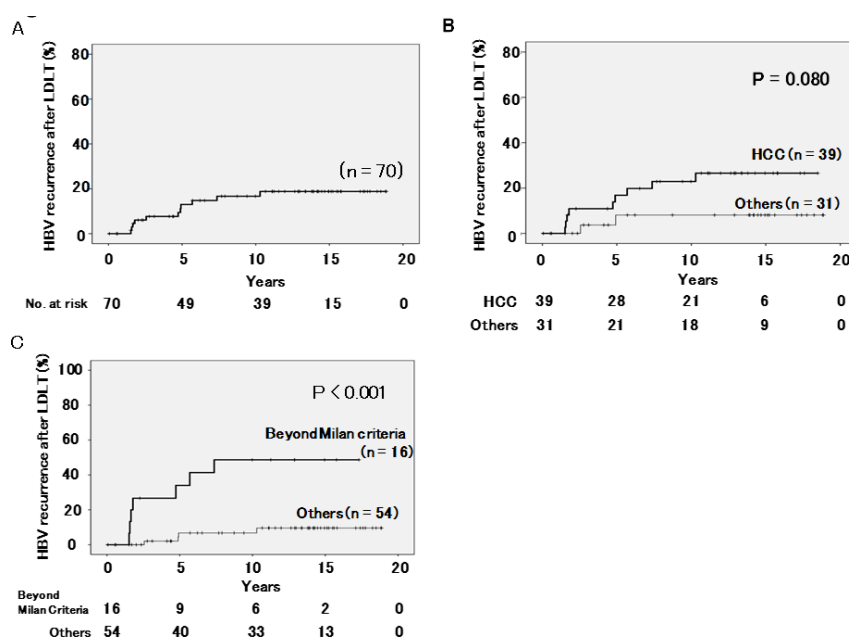 A
HBV recurrence after LDLT (%)
80
60
40
20
0
(n = 70)
0 5 10 15 20
Years
No. at risk 70 49 39 15 0
B
HBV recurrence after LDLT (%)
80
60
40
20
0
P = 0.080
HCC (n = 39)
Others (n = 31)
0 5 10 15 20
Years
HCC 39 28 21 6 0
Others 31 21 18 9 0
C
HBV recurrence after LDLT (%)
100
80
60
40
20
0
P < 0.001
Beyond Milan criteria
(n = 16)
Others (n = 54)
0 5 10 15 20
Years
Beyond
Milan Criteria 16 9 6 2 0
Others 54 40 33 13 0